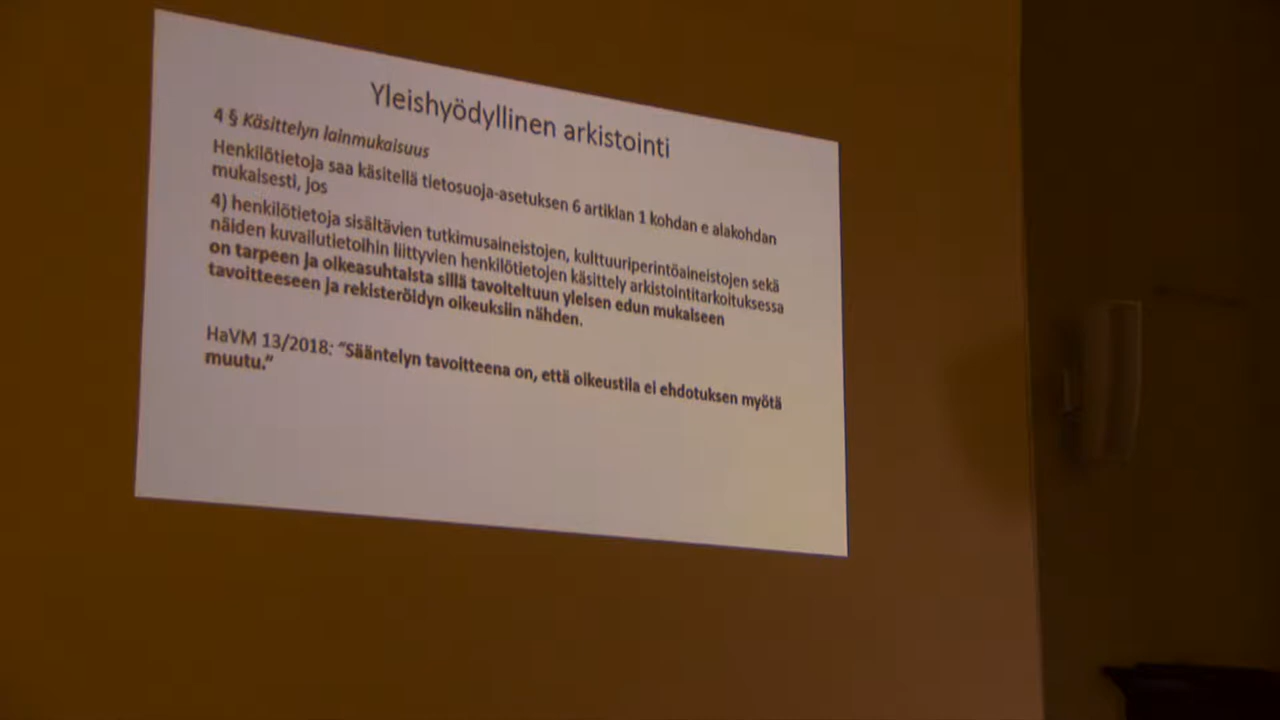 Yleishyödyllinen arkistointi
4 § Käsittelyn lainmukaisuus
Henkilötietoja saa käsitellä tietosuoja-asetuksen 6 artiklan 1 kohdan e alakohdan
mukaisesti, jos
4) henkilötietoja sisältävien tutkimusaineistojen, kulttuuriperintöaineistojen sekä
näiden kuvailutietoihin liittyvien henkilötietojen käsittely arkistointitarkoituksessa
on tarpeen ja oikeasuhtaista sillä tavoiteltuun yleisen edun mukaiseen
tavoitteeseen ja rekisteröidyn oikeuksiin nähden.
HaVM 13/2018: “Sääntelyn tavoitteena on, että oikeustila ei ehdotuksen myötä
muutu.”